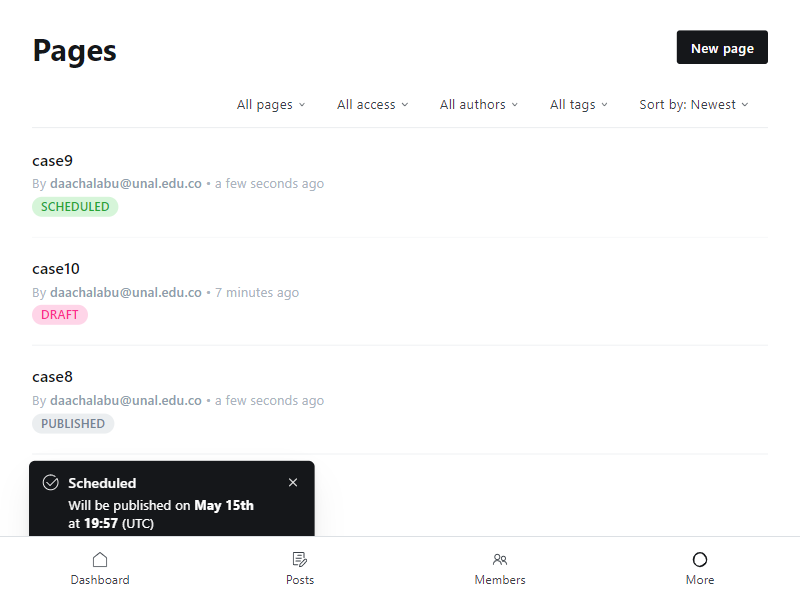 Pages
New page
All pages
All access
All authors
All tags
Sort by: Newest
case9
By daachalabu@unal.edu.co • a few seconds ago
SCHEDULED
case10
By daachalabu@unal.edu.co • 7 minutes ago
DRAFT
case8
By daachalabu@unal.edu.co • a few seconds ago
PUBLISHED
Scheduled
Will be published on May 15th
at 19:57 (UTC)
Dashboard
Posts
Members
More